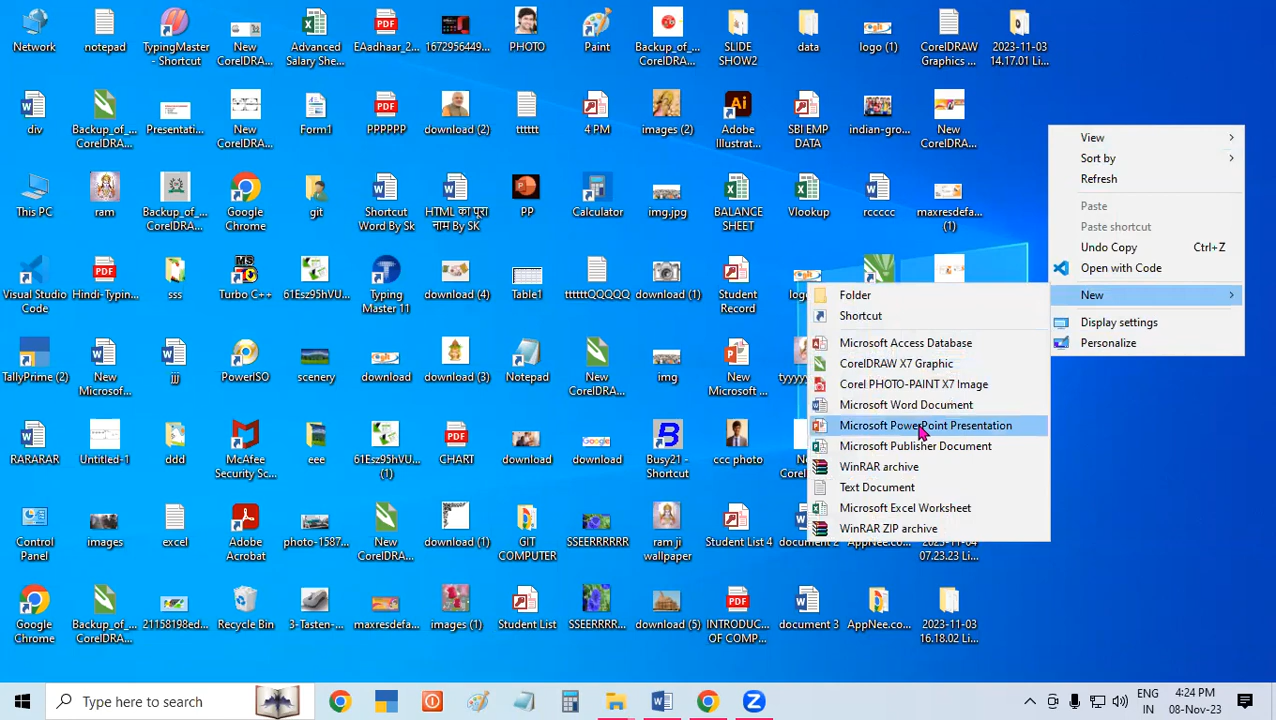 Network
notepad
TypingMaster
- Shortcut
New
CorelDRA...
Advanced
Salary She...
EAadhaar_2...
1672956449...
PHOTO
Paint
Backup_of_...
CorelDRA...
SLIDE
SHOW2
data
logo (1)
CorelDRAW
Graphics ...
2023-11-03
14.17.01 Li...
div
Backup_of_...
CorelDRA...
Presentati...
New
CorelDRA...
Form1
PPPPPP
download (2)
tttttt
4 PM
images (2)
Adobe
Illustrat...
SBI EMP
DATA
indian-gro...
New
CorelDRA...
This PC
ram
Backup_of_...
CorelDRA...
Google
Chrome
git
Shortcut
Word By Sk
HTML का पूरा
नाम By SK
PP
Calculator
img.jpg
BALANCE
SHEET
Vlookup
rccccc
maxresdefa...
(1)
Visual Studio
Code
Hindi-Typin...
sss
Turbo C++
61Esz95hVU...
Typing
Master 11
download (4)
Table1
ttttttQQQQQ
download (1)
Student
Record
TallyPrime (2)
New
Microsof...
jjj
PowerISO
scenery
download
download (3)
Notepad
New
CorelDRA...
img
New
Microsoft ...
RARARAR
Untitled-1
ddd
McAfee
Security Sc...
eee
61Esz95hVU...
(1)
CHART
download
download
Busy21 -
Shortcut
ccc photo
Control
Panel
images
excel
Adobe
Acrobat
photo-1587...
New
CorelDRA...
download (1)
GIT
COMPUTER
SSEERRRRRR
ram ji
wallpaper
Student List 4
07.23.23 Li...
Google
Chrome
Backup_of_...
CorelDRA...
21158198ed...
Recycle Bin
3-Tasten-...
maxresdefa...
images (1)
Student List
SSEERRRR...
download (5)
INTRODUC...
OF COMP...
document 3
AppNee.co...
2023-11-03
16.18.02 Li...
View
Sort by
Refresh
Paste
Paste shortcut
Undo Copy Ctrl+Z
Open with Code
New
Display settings
Personalize
Folder
Shortcut
Microsoft Access Database
CorelDRAW X7 Graphic
Corel PHOTO-PAINT X7 Image
Microsoft Word Document
Microsoft PowerPoint Presentation
Microsoft Publisher Document
WinRAR archive
Text Document
Microsoft Excel Worksheet
WinRAR ZIP archive
Type here to search
ENG
IN
4:24 PM
08-Nov-23